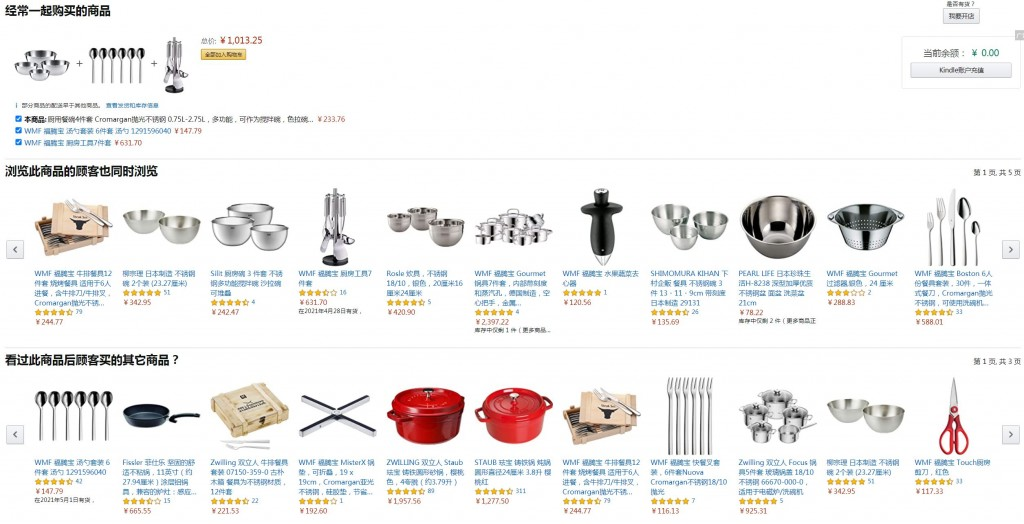 经常一起购买的商品
是否有货？
我要开店
总价: ￥1,013.25
全部加入购物车
当前余额： ￥ 0.00
Kindle账户充值
部分商品的配送早于其他商品。 查看发货和库存信息
本商品: 厨用餐碗4件套 Cromargan抛光不锈钢 0.75L-2.75L，多功能，可作为搅拌碗，色拉碗... ￥233.76
WMF 福腾宝 汤勺套装 6件套 汤勺 1291596040 ￥147.79
WMF 福腾宝 厨房工具7件套 ￥631.70
浏览此商品的顾客也同时浏览
第 1 页, 共 5 页
WMF 福腾宝 牛排餐具12
件套 烧烤餐具 适用于6人
进餐，含牛排刀/牛排叉，
Cromargan抛光不锈...
79
￥244.77
柳宗理 日本制造 不锈钢
碗 2个装 (23.27厘米)
51
￥342.95
Silit 厨房碗 3 件套 不锈
钢多功能搅拌碗 沙拉碗
可堆叠
4
￥242.47
WMF 福腾宝 厨房工具7
件套
16
￥631.70
在2021年4月28日有货，
Rosle 炊具，不锈钢
18/10，银色，20厘米16
厘米24厘米
5
￥420.90
WMF 福腾宝 Gourmet
锅具7件套，内部带刻度
和蒸汽孔，德国制造，空
心把手，金属...
4
￥2,397.22
库存中仅剩 1 件（更多商品...
WMF 福腾宝 水果蔬菜去
心器
1
￥120.56
SHIMOMURA KIHAN 下
村企贩 餐具 不锈钢碗 3
件 13・11・9cm 带刻度
日本制造 29131
26
￥135.69
PEARL LIFE 日本珍珠生
活H-8238 深型加厚优质
不锈钢盆 面盆 洗菜盆
21cm
￥78.22
库存中仅剩 2 件（更多商品正
WMF 福腾宝 Gourmet
过滤器,银色，24 厘米
2
￥288.83
WMF 福腾宝 Boston 6人
份餐具套装，30件，一体
式餐刀，Cromargan抛光
不锈钢，可使用洗碗机...
33
￥588.01
看过此商品后顾客买的其它商品？
第 1 页, 共 3 页
WMF 福腾宝 汤勺套装 6
件套 汤勺 1291596040
42
￥147.79
在2021年5月1日有货，
Fissler 菲仕乐 坚固的舒
适不粘锅，11英寸（约
27.94厘米）涂层铝锅
具，兼容的炉灶：感应...
15
￥665.55
Zwilling 双立人 牛排餐具
套装 07150-359-0 古朴
木箱 餐具为不锈钢材质，
12件套
22
￥221.53
WMF 福腾宝 MisterX 锅
垫，可折叠，19 x
19cm，Cromargan亚光
不锈钢，硅胶垫，节省...
1
￥192.60
ZWILLING 双立人 Staub
珐宝 铸铁圆形砂锅，樱桃
色，4夸脱（约3.79升）
89
￥1,957.56
STAUB 珐宝 铸铁锅 炖锅
圆形直径24厘米 3.8升 樱
桃红
311
￥1,277.50
WMF 福腾宝 牛排餐具12
件套 烧烤餐具 适用于6人
进餐，含牛排刀/牛排叉，
Cromargan抛光不锈...
79
￥244.77
WMF 福腾宝 快餐叉套
装，6件套Nuova
Cromargan不锈钢18/10
抛光
7
￥116.13
Zwilling 双立人 Focus 锅
具5件套 玻璃锅盖 18/10
不锈钢 66670-000-0，
适用于电磁炉/洗碗机
5
￥925.31
柳宗理 日本制造 不锈钢
碗 2个装 (23.27厘米)
51
￥342.95
WMF 福腾宝 Touch厨房
剪刀，红色
33
￥117.33